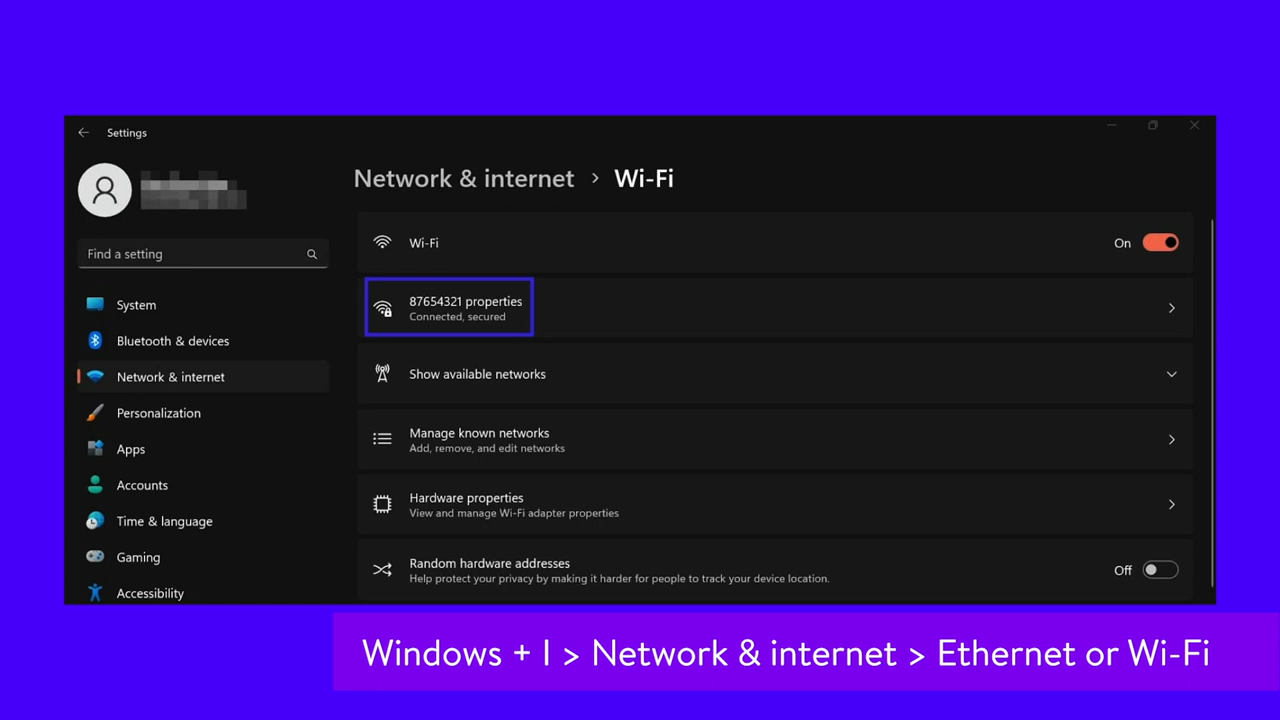 Settings
Network & internet > Wi-Fi
Find a setting
System
Bluetooth & devices
Network & internet
Personalization
Apps
Accounts
Time & language
Gaming
Accessibility
Wi-Fi
On
87654321 properties
Connected, secured
Show available networks
Manage known networks
Add, remove, and edit networks
Hardware properties
View and manage Wi-Fi adapter properties
Random hardware addresses
Help protect your privacy by making it harder for people to track your device location.
Off
Windows + I > Network & internet > Ethernet or Wi-Fi